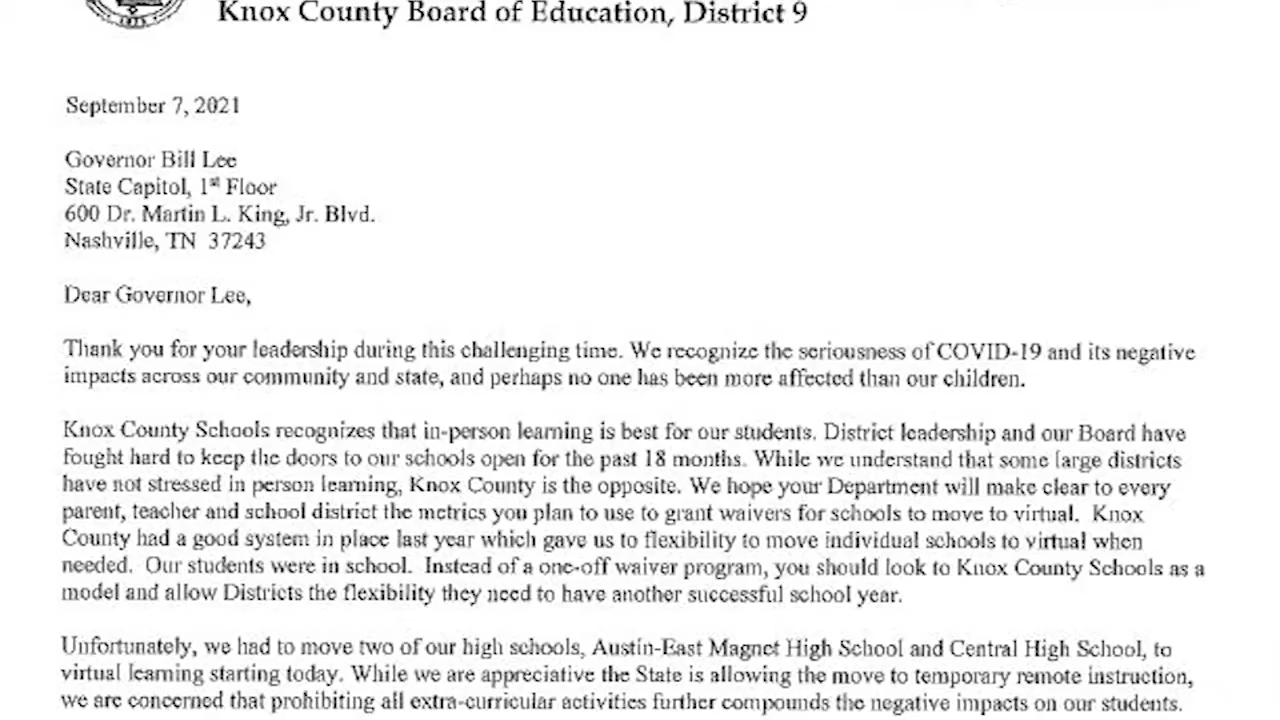 Knox County Board of Education, District 9
September 7, 2021
Governor Bill Lee
State Capitol, 1st Floor
600 Dr. Martin L. King, Jr. Blvd.
Nashville, TN 37243
Dear Governor Lee,
Thank you for your leadership during this challenging time. We recognize the seriousness of COVID-19 and its negative
impacts across our community and state, and perhaps no one has been more affected than our children.
Knox County Schools recognizes that in-person learning is best for our students. District leadership and our Board have
fought hard to keep the doors to our schools open for the past 18 months. While we understand that some large districts
have not stressed in person learning, Knox County is the opposite. We hope your Department will make clear to every
parent, teacher and school district the metrics you plan to use to grant waivers for schools to move to virtual. Knox
County had a good system in place last year which gave us to flexibility to move individual schools to virtual when
needed. Our students were in school. Instead of a one-off waiver program, you should look to Knox County Schools as a
model and allow Districts the flexibility they need to have another successful school year.
Unfortunately, we had to move two of our high schools, Austin-East Magnet High School and Central High School, to
virtual learning starting today. While we are appreciative the State is allowing the move to temporary remote instruction,
we are concerned that prohibiting all extra-curricular activities further compounds the negative impacts on our students.